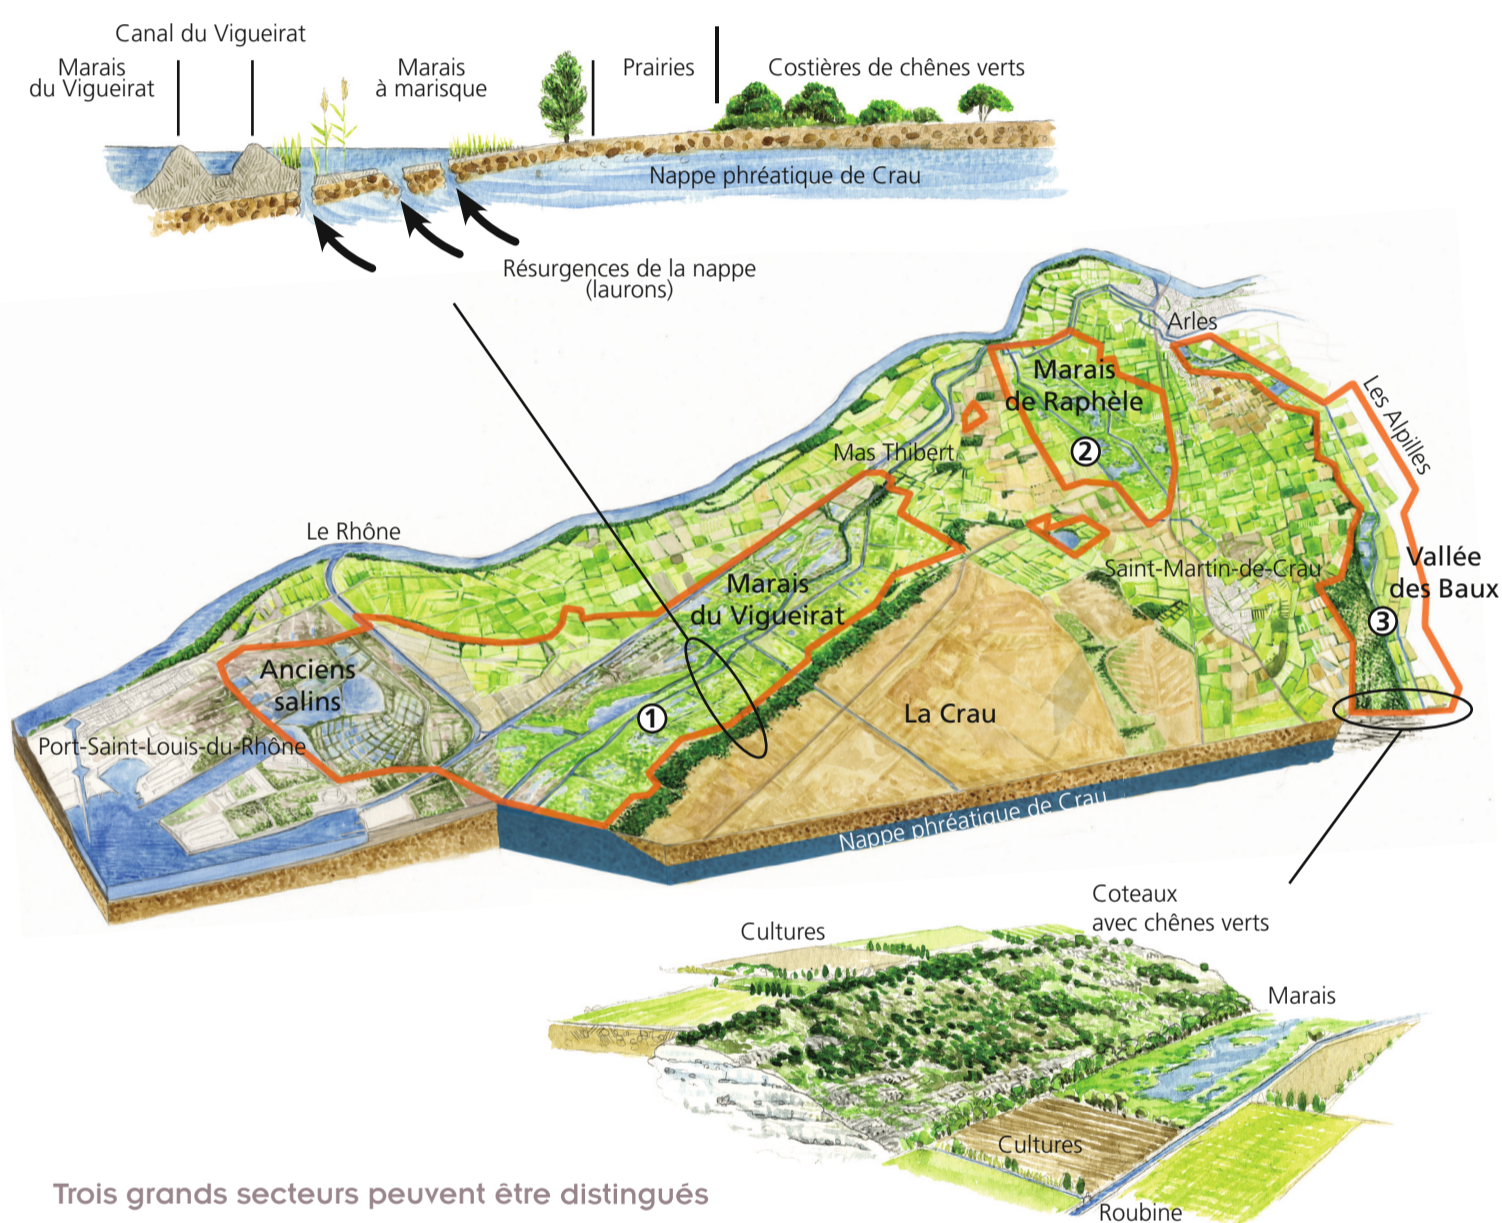 Canal du Vigueirat
Marais
du Vigueirat
Marais
à marisque
Prairies
Costières de chênes verts
Nappe phréatique de Crau
Résurgences de la nappe
(laurons)
Arles
Les Alpilles
Marais
de Raphèle
2
Mas Thibert
Le Rhône
Saint-Martin-de-Crau
Vallée
des Baux
3
Marais
du Vigueirat
1
Anciens
salins
La Crau
Port-Saint-Louis-du-Rhône
Nappe phréatique de Crau
Coteaux
avec chênes verts
Cultures
Marais
Cultures
Roubine
Trois grands secteurs peuvent être distingués